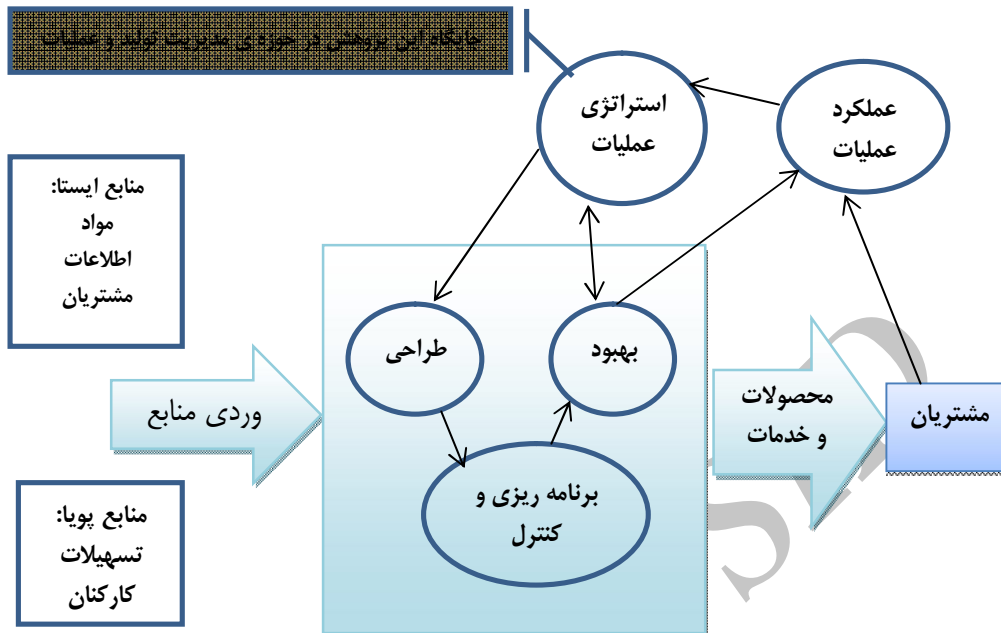 جایگاه این پژوهش در حوزه ی مدیریت تولید و عملیات
استراتژی
عملیات
عملکرد
عملیات
منابع ایستا:
مواد
اطلاعات
مشتریان
طراحی
بهبود
وردی منابع
محصولات
و خدمات
مشتریان
برنامه ریزی و
کنترل
منابع پویا:
تسهیلات
کارکنان